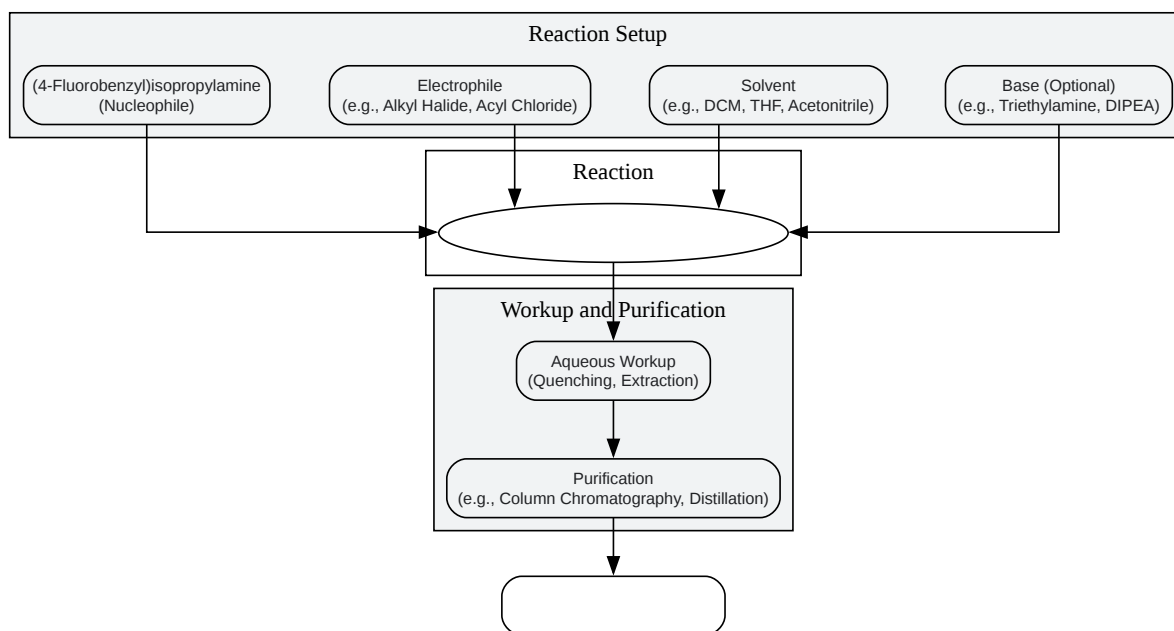 Reaction Setup
(4-Fluorobenzyl)isopropylamine
(Nucleophile)
Electrophile
(e.g., Alkyl Halide, Acyl Chloride)
Solvent
(e.g., DCM, THF, Acetonitrile)
Base (Optional)
(e.g., Triethylamine, DIPEA)
Reaction
Workup and Purification
Aqueous Workup
(Quenching, Extraction)
Purification
(e.g., Column Chromatography, Distillation)